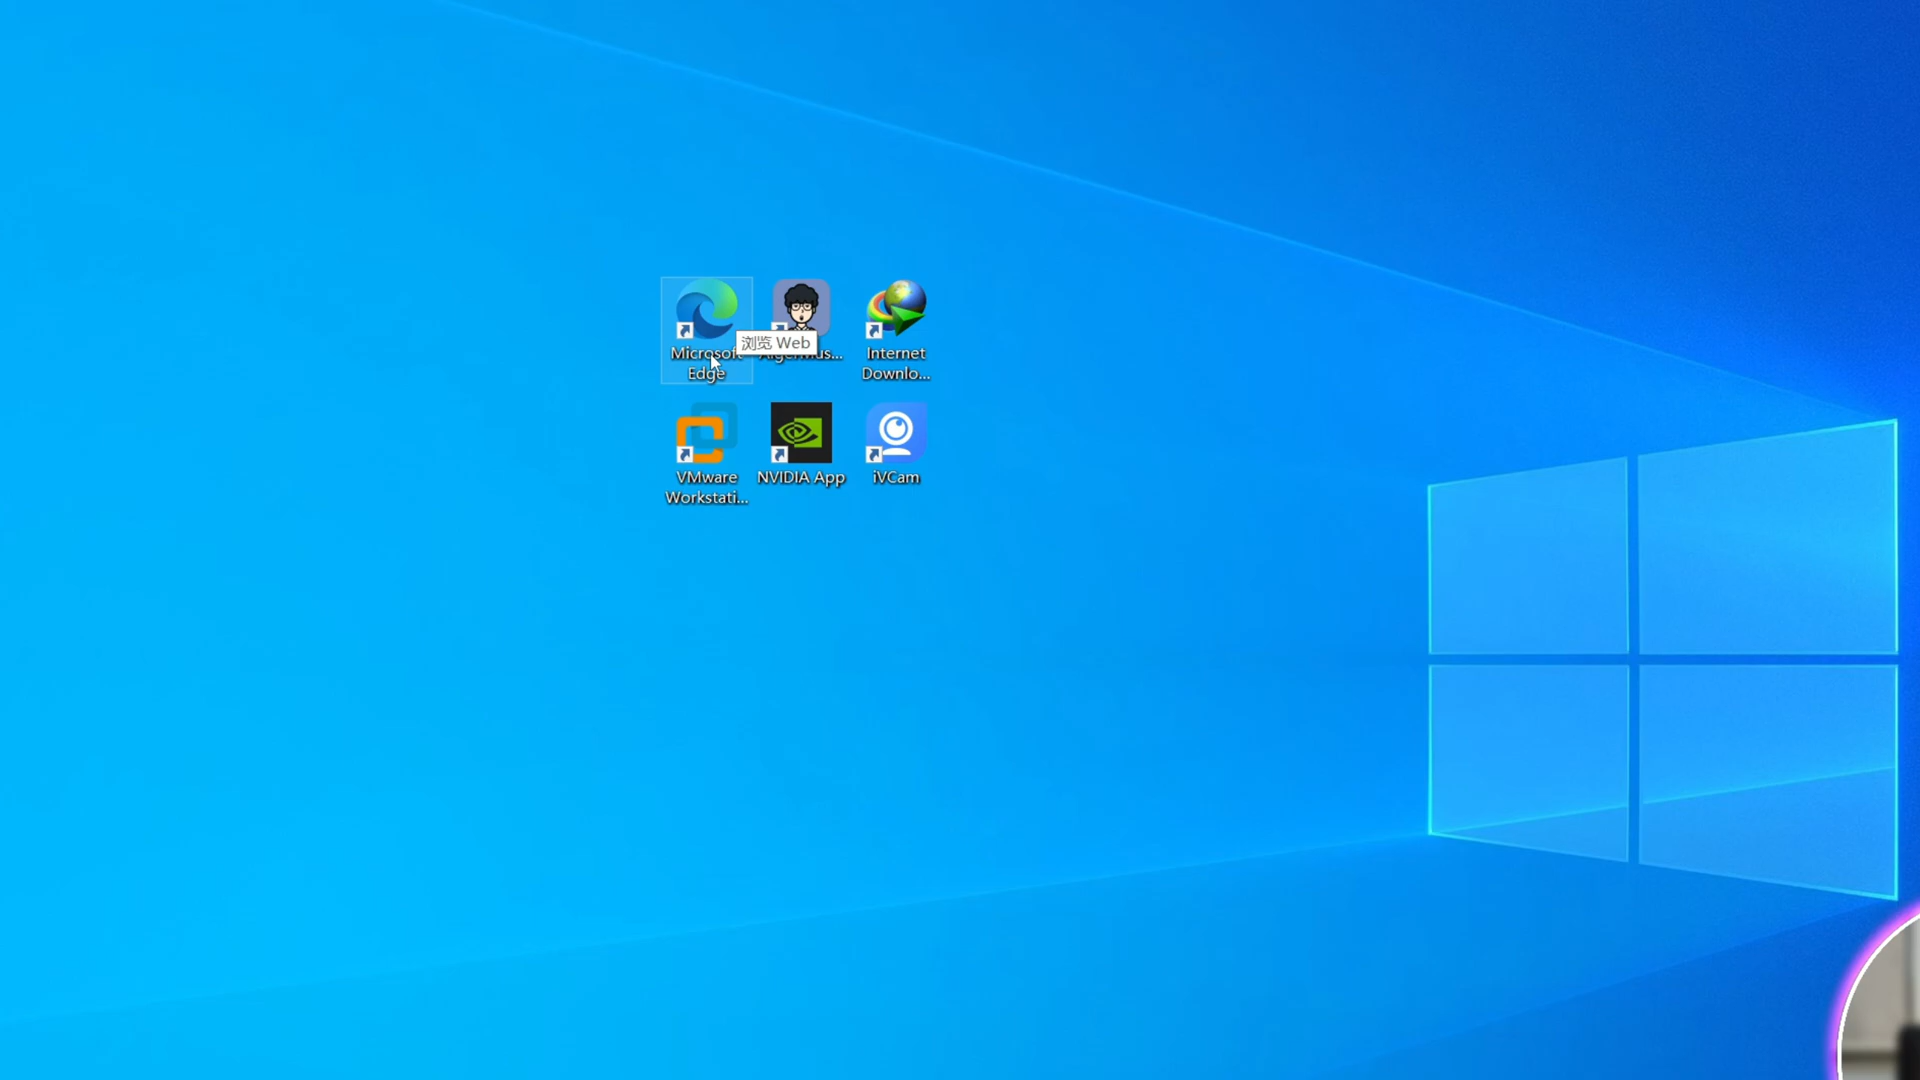 Microsoft
Edge
浏览 Web
Internet
Downlo...
VMware
Workstati...
NVIDIA App
iVCam